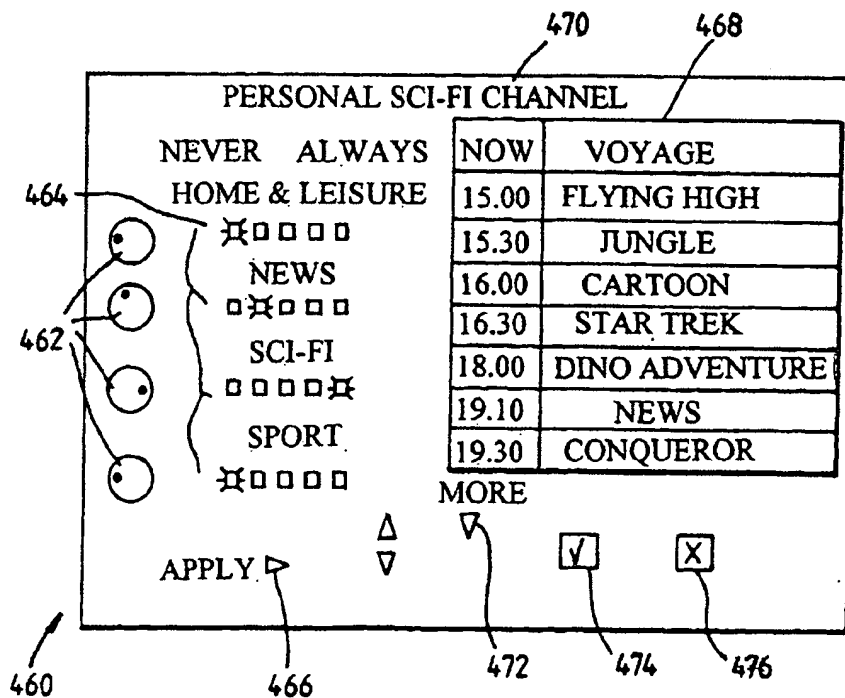 470
468
PERSONAL SCI-FI CHANNEL
NEVER ALWAYS
HOME & LEISURE
464
NEWS
462
SCI-FI
SPORT
NOW VOYAGE
15.00 FLYING HIGH
15.30 JUNGLE
16.00 CARTOON
16.30 STAR TREK
18.00 DINO ADVENTURE
19.10 NEWS
19.30 CONQUEROR
MORE
APPLY
460
466
472
474
476